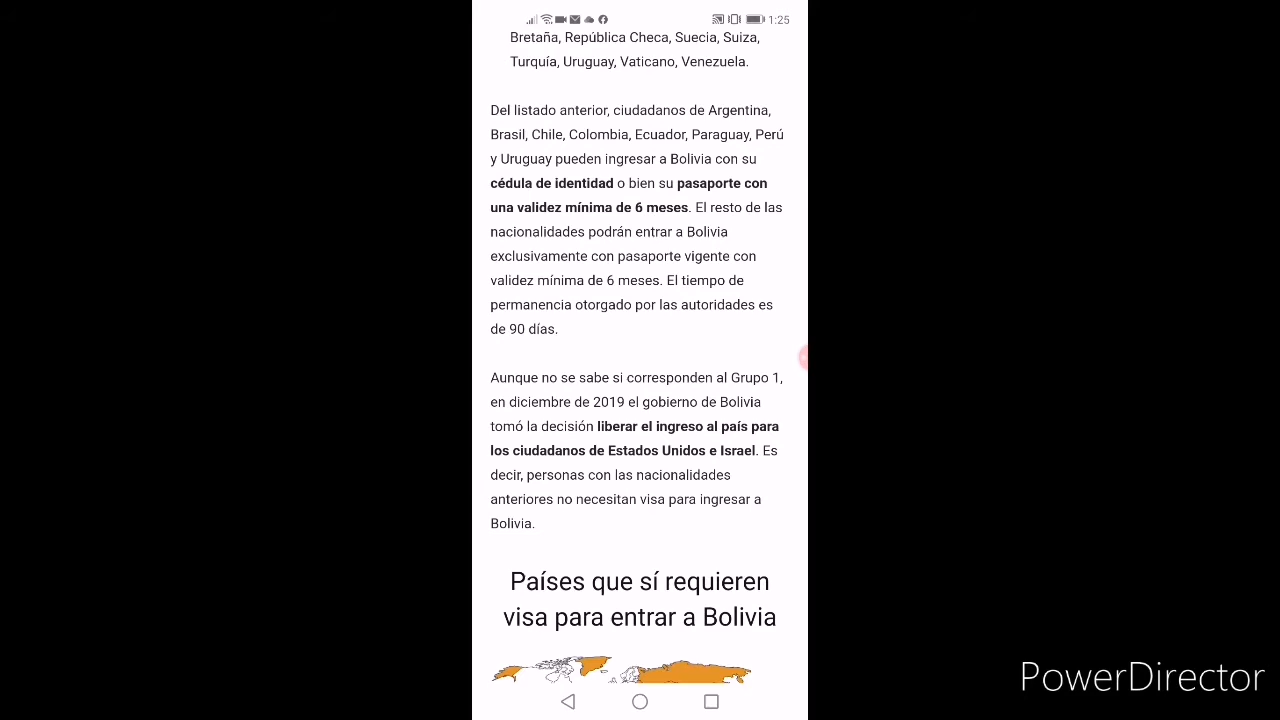 1:25
Bretaña, República Checa, Suecia, Suiza,
Turquía, Uruguay, Vaticano, Venezuela.
Del listado anterior, ciudadanos de Argentina,
Brasil, Chile, Colombia, Ecuador, Paraguay, Perú
y Uruguay pueden ingresar a Bolivia con su
cédula de identidad o bien su pasaporte con
una validez mínima de 6 meses. El resto de las
nacionalidades podrán entrar a Bolivia
exclusivamente con pasaporte vigente con
validez mínima de 6 meses. El tiempo de
permanencia otorgado por las autoridades es
de 90 días.
Aunque no se sabe si corresponden al Grupo 1,
en diciembre de 2019 el gobierno de Bolivia
tomó la decisión liberar el ingreso al país para
los ciudadanos de Estados Unidos e Israel. Es
decir, personas con las nacionalidades
anteriores no necesitan visa para ingresar a
Bolivia.
Países que sí requieren
visa para entrar a Bolivia
PowerDirector